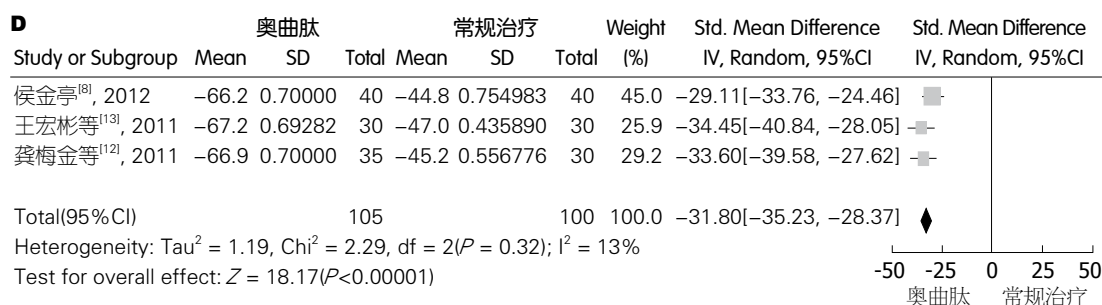 D 奥曲肽 常规治疗 Weight Std. Mean Difference Std. Mean Difference
Study or Subgroup Mean SD Total Mean SD Total (%) IV, Random, 95%CI IV, Random, 95%CI
侯金亭[8], 2012 −66.2 0.70000 40 −44.8 0.754983 40 45.0 −29.11[−33.76, −24.46]
王宏彬等[13], 2011 −67.2 0.69282 30 −47.0 0.435890 30 25.9 −34.45[−40.84, −28.05]
龚梅金等[12], 2011 −66.9 0.70000 35 −45.2 0.556776 30 29.2 −33.60[−39.58, −27.62]
Total(95%CI) 105 100 100.0 −31.80[−35.23, −28.37]
Heterogeneity: Tau² = 1.19, Chi² = 2.29, df = 2(P = 0.32); I² = 13%
Test for overall effect: Z = 18.17(P<0.00001)
-50 -25 0 25 50
奥曲肽 常规治疗